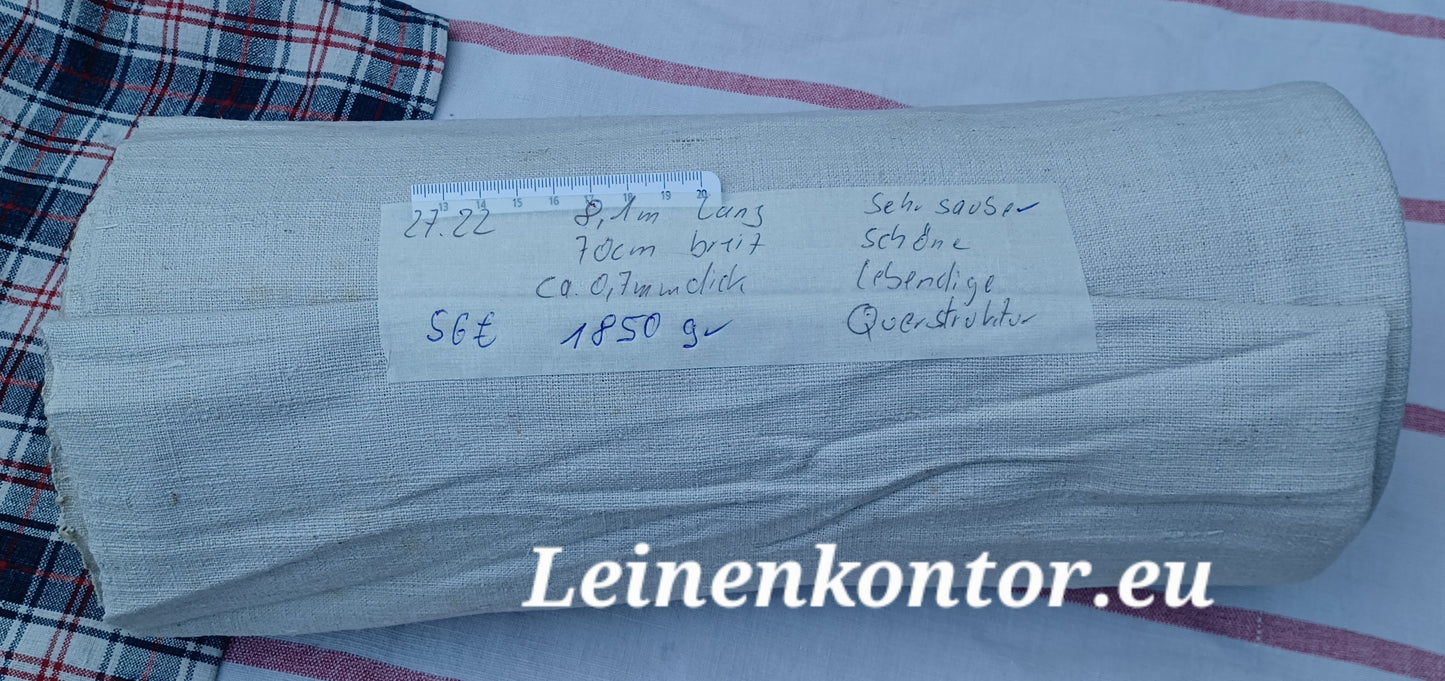 13 14 15 16 17 18 19 20
27.22 8,1m lang sehr sauber
70cm breit schöne
ca. 0,7mm dick lebendige
56€ 1850 gr Querstruktur
Leinenkontor.eu